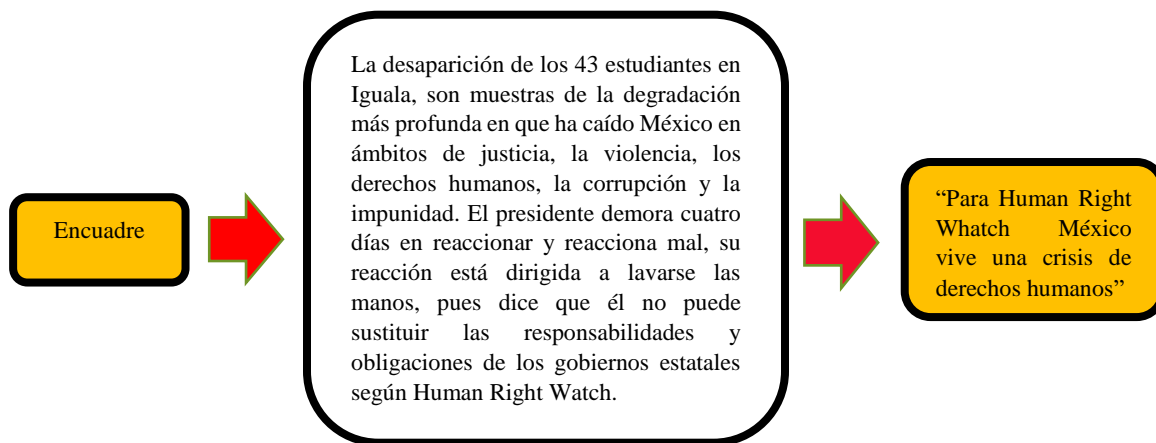 Encuadre
La desaparición de los 43 estudiantes en
Iguala, son muestras de la degradación
más profunda en que ha caído México en
ámbitos de justicia, la violencia, los
derechos humanos, la corrupción y la
impunidad. El presidente demora cuatro
días en reaccionar y reacciona mal, su
reacción está dirigida a lavarse las
manos, pues dice que él no puede
sustituir las responsabilidades y
obligaciones de los gobiernos estatales
según Human Right Watch.
“Para Human Right
Whatch México
vive una crisis de
derechos humanos”